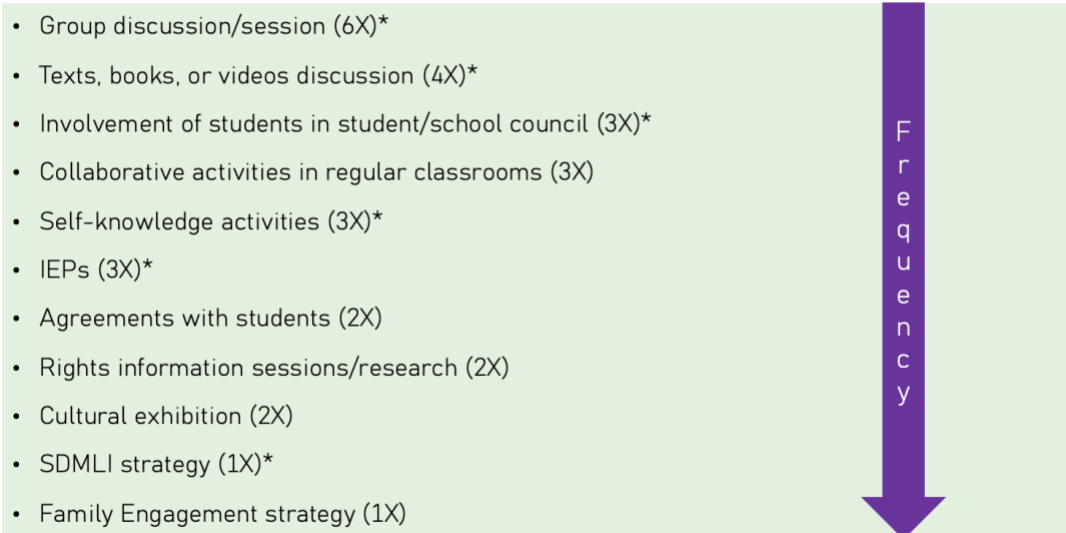 • Group discussion/session (6X)*
• Texts, books, or videos discussion (4X)*
• Involvement of students in student/school council (3X)*
• Collaborative activities in regular classrooms (3X)
• Self-knowledge activities (3X)*
• IEPs (3X)*
• Agreements with students (2X)
• Rights information sessions/research (2X)
• Cultural exhibition (2X)
• SDMLI strategy (1X)*
• Family Engagement strategy (1X)
Frequency